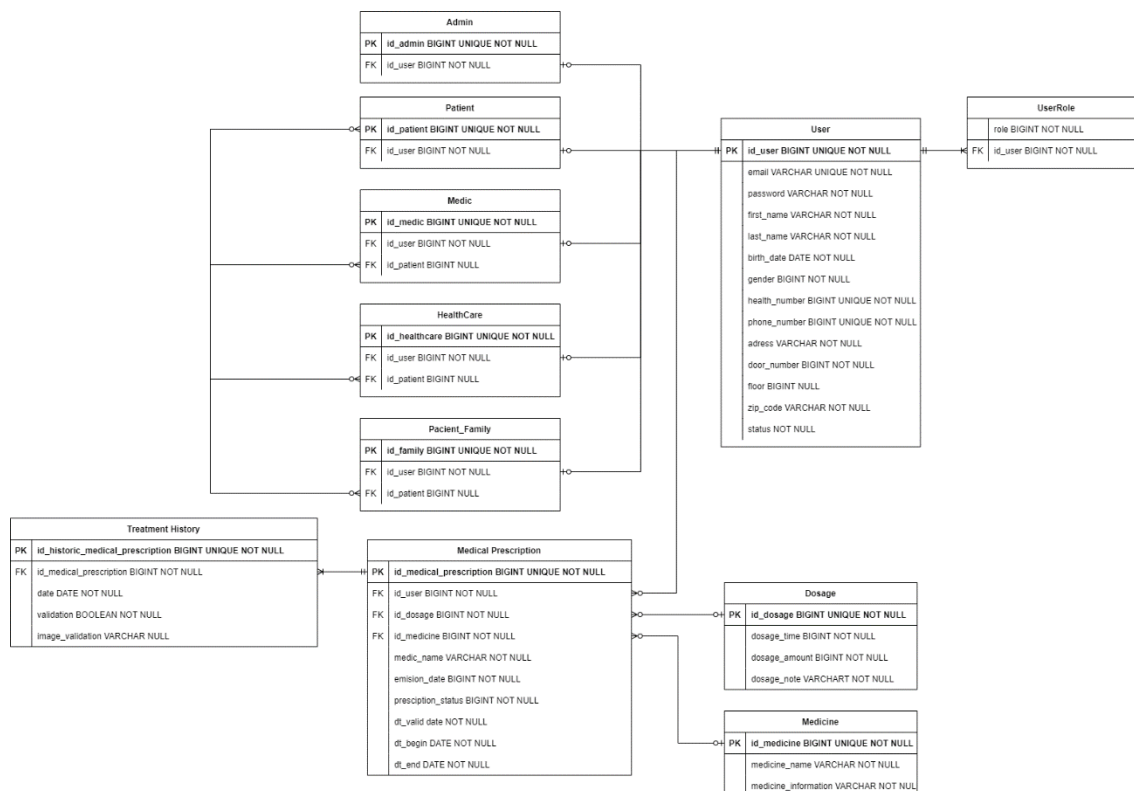 Admin
PK id_admin BIGINT UNIQUE NOT NULL
FK id_user BIGINT NOT NULL
Patient
PK id_patient BIGINT UNIQUE NOT NULL
FK id_user BIGINT NOT NULL
Medic
PK id_medic BIGINT UNIQUE NOT NULL
FK id_user BIGINT NOT NULL
FK id_patient BIGINT NULL
HealthCare
PK id_healthcare BIGINT UNIQUE NOT NULL
FK id_user BIGINT NOT NULL
FK id_patient BIGINT NULL
Pacient_Family
PK id_family BIGINT UNIQUE NOT NULL
FK id_user BIGINT NOT NULL
FK id_patient BIGINT NULL
User
PK id_user BIGINT UNIQUE NOT NULL
email VARCHAR UNIQUE NOT NULL
password VARCHAR NOT NULL
first_name VARCHAR NOT NULL
last_name VARCHAR NOT NULL
birth_date DATE NOT NULL
gender BIGINT NOT NULL
health_number BIGINT UNIQUE NOT NULL
phone_number BIGINT UNIQUE NOT NULL
adress VARCHAR NOT NULL
door_number BIGINT NOT NULL
floor BIGINT NULL
zip_code VARCHAR NOT NULL
status NOT NULL
UserRole
role BIGINT NOT NULL
FK id_user BIGINT NOT NULL
Treatment History
PK id_historic_medical_prescription BIGINT UNIQUE NOT NULL
FK id_medical_prescription BIGINT NOT NULL
date DATE NOT NULL
validation BOOLEAN NOT NULL
image_validation VARCHAR NULL
Medical Prescription
PK id_medical_prescription BIGINT UNIQUE NOT NULL
FK id_user BIGINT NOT NULL
FK id_dosage BIGINT NOT NULL
FK id_medicine BIGINT NOT NULL
medic_name VARCHAR NOT NULL
emision_date BIGINT NOT NULL
presciption_status BIGINT NOT NULL
dt_valid date NOT NULL
dt_begin DATE NOT NULL
dt_end DATE NOT NULL
Dosage
PK id_dosage BIGINT UNIQUE NOT NULL
dosage_time BIGINT NOT NULL
dosage_amount BIGINT NOT NULL
dosage_note VARCHART NOT NULL
Medicine
PK id_medicine BIGINT UNIQUE NOT NULL
medicine_name VARCHAR NOT NULL
medicine_information VARCHAR NOT NUL